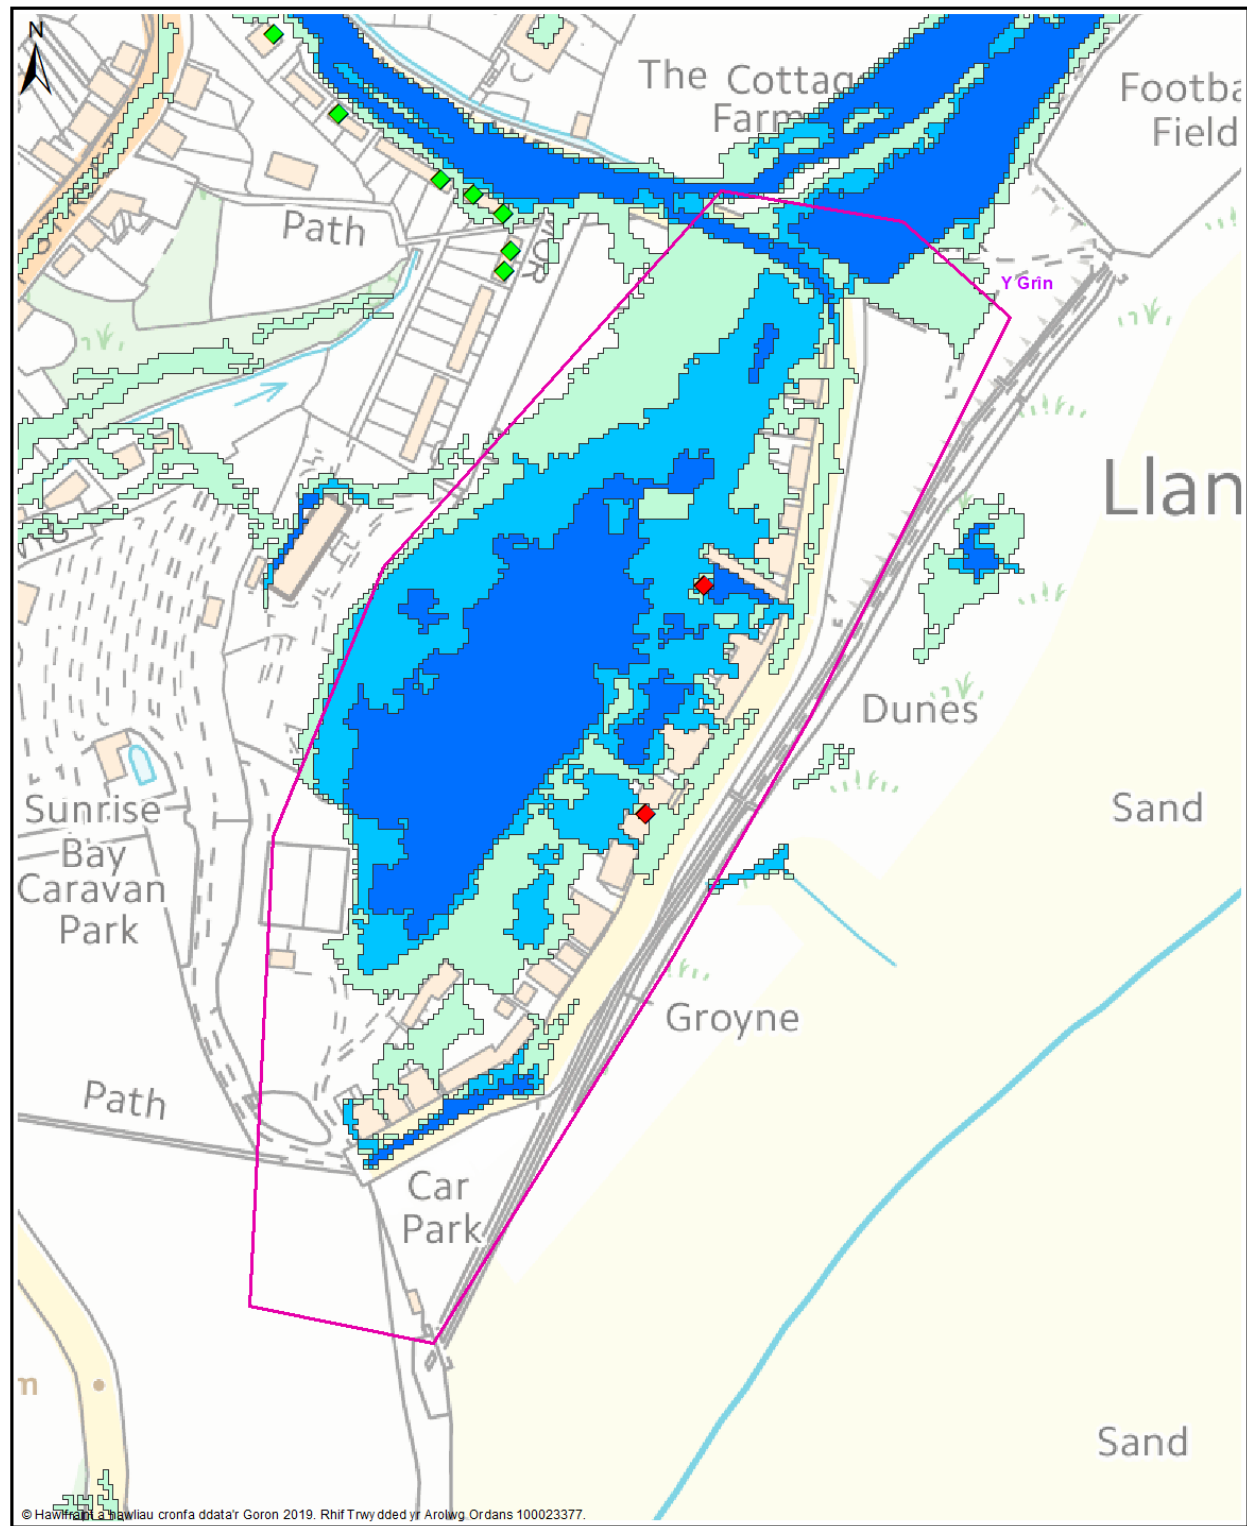 N
The Cottag
Farm
Footba
Field
Path
Y Grin
Llan
Dunes
Sunrise
Bay
Caravan
Park
Sand
Groyne
Path
Car
Park
Sand
© Hawlfraint a hawliau cronfa ddata'r Goron 2019. Rhif Trwydded yr Arolwg Ordans 100023377.